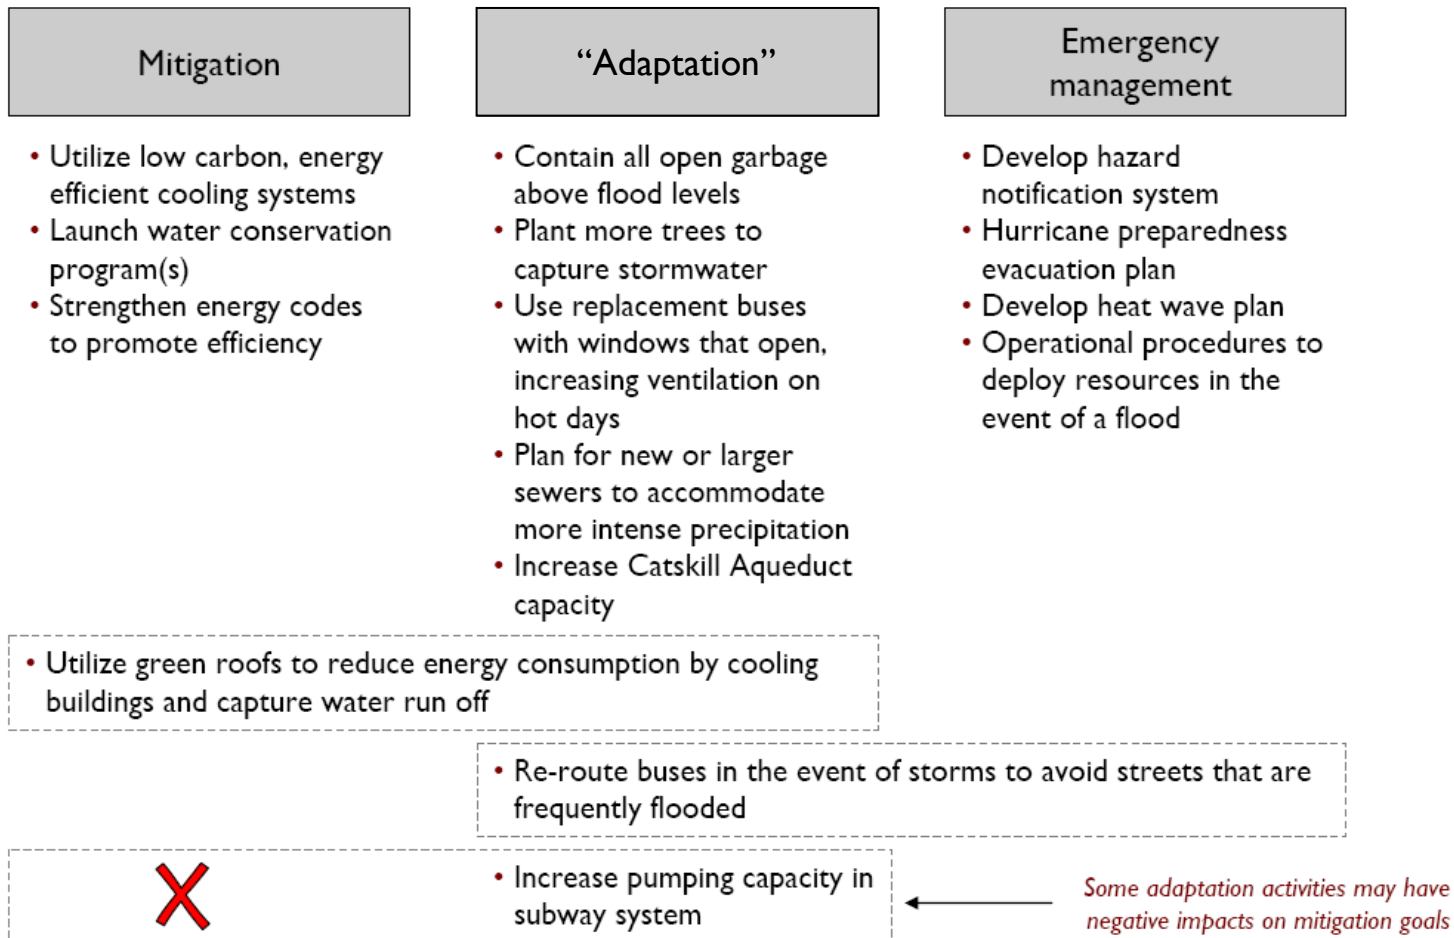 Mitigation
“Adaptation”
Emergency
management
• Utilize low carbon, energy
efficient cooling systems
• Launch water conservation
program(s)
• Strengthen energy codes
to promote efficiency
• Contain all open garbage
above flood levels
• Plant more trees to
capture stormwater
• Use replacement buses
with windows that open,
increasing ventilation on
hot days
• Plan for new or larger
sewers to accommodate
more intense precipitation
• Increase Catskill Aqueduct
capacity
• Develop hazard
notification system
• Hurricane preparedness
evacuation plan
• Develop heat wave plan
• Operational procedures to
deploy resources in the
event of a flood
• Utilize green roofs to reduce energy consumption by cooling
buildings and capture water run off
• Re-route buses in the event of storms to avoid streets that are
frequently flooded
• Increase pumping capacity in
subway system
Some adaptation activities may have
negative impacts on mitigation goals